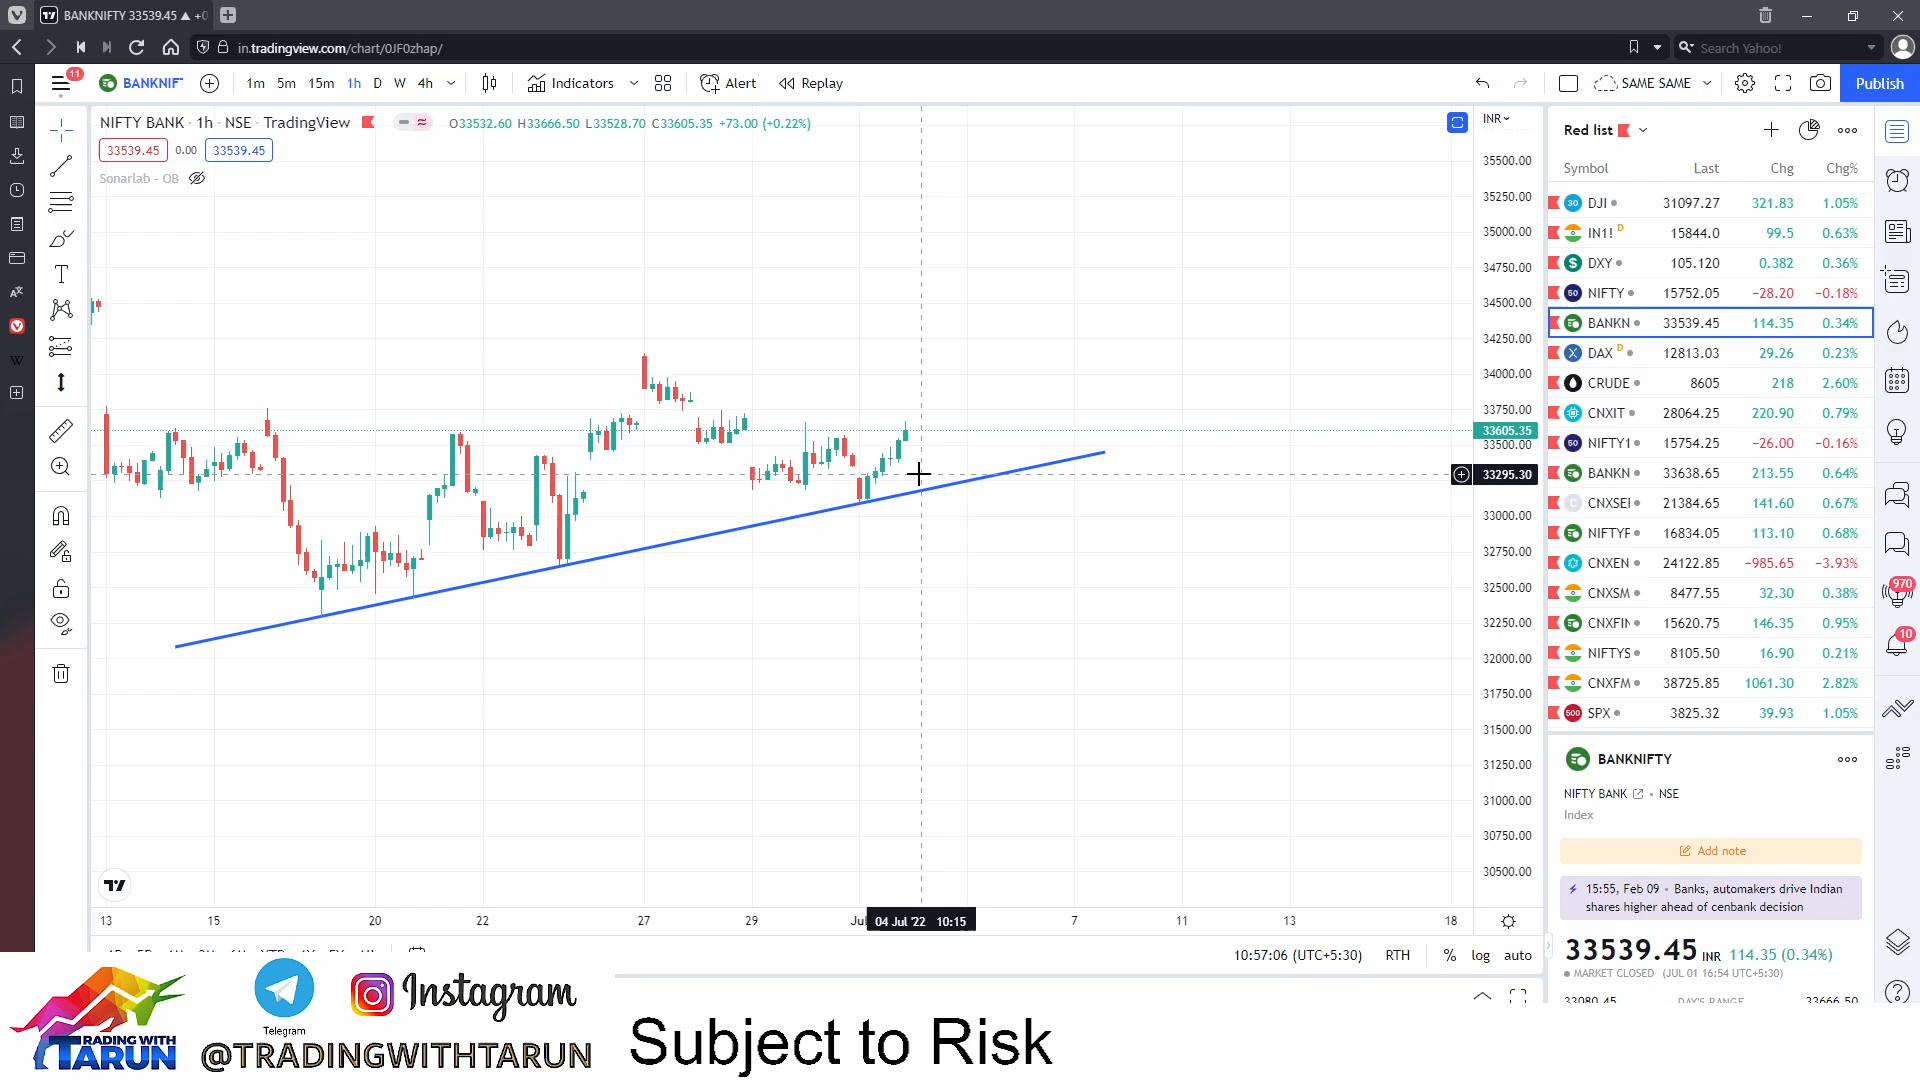 BANKNIFTY 33539.45 ▲ +0
in.tradingview.com/chart/0JF0zhap/
Search Yahoo!
11
BANKNIF
1m 5m 15m 1h D W 4h
Indicators
Alert
Replay
SAME SAME
Publish
NIFTY BANK · 1h · NSE · TradingView
O33532.60 H33666.50 L33528.70 C33605.35 +73.00 (+0.22%)
33539.45 0.00 33539.45
Sonarlab - OB
INR
35500.00
35250.00
35000.00
34750.00
34500.00
34250.00
34000.00
33750.00
33605.35
33500.00
33295.30
33000.00
32750.00
32500.00
32250.00
32000.00
31750.00
31500.00
31250.00
31000.00
30750.00
30500.00
13 15 20 22 27 29 Jul 04 Jul '22 10:15 7 11 13 18
10:57:06 (UTC+5:30) RTH % log auto
Red list
Symbol Last Chg Chg%
30 DJI 31097.27 321.83 1.05%
IN1! D 15844.0 99.5 0.63%
$ DXY 105.120 0.382 0.36%
50 NIFTY 15752.05 −28.20 −0.18%
BANKN 33539.45 114.35 0.34%
X DAX D 12813.03 29.26 0.23%
CRUDE 8605 218 2.60%
CNXIT 28064.25 220.90 0.79%
50 NIFTY1 15754.25 −26.00 −0.16%
BANKN 33638.65 213.55 0.64%
C CNXSEI 21384.65 141.60 0.67%
NIFTYF 16834.05 113.10 0.68%
CNXEN 24122.85 −985.65 −3.93%
CNXSM 8477.55 32.30 0.38%
CNXFIN 15620.75 146.35 0.95%
NIFTYS 8105.50 16.90 0.21%
CNXFM 38725.85 1061.30 2.82%
500 SPX 3825.32 39.93 1.05%
970
10
BANKNIFTY
NIFTY BANK · NSE
Index
Add note
15:55, Feb 09 · Banks, automakers drive Indian
shares higher ahead of cenbank decision
33539.45 INR 114.35 (0.34%)
MARKET CLOSED (JUL 01 16:54 UTC+5:30)
33080.45 DAY'S RANGE 33666.50
TRADING WITH
TARUN
Telegram
Instagram
@TRADINGWITHTARUN
Subject to Risk